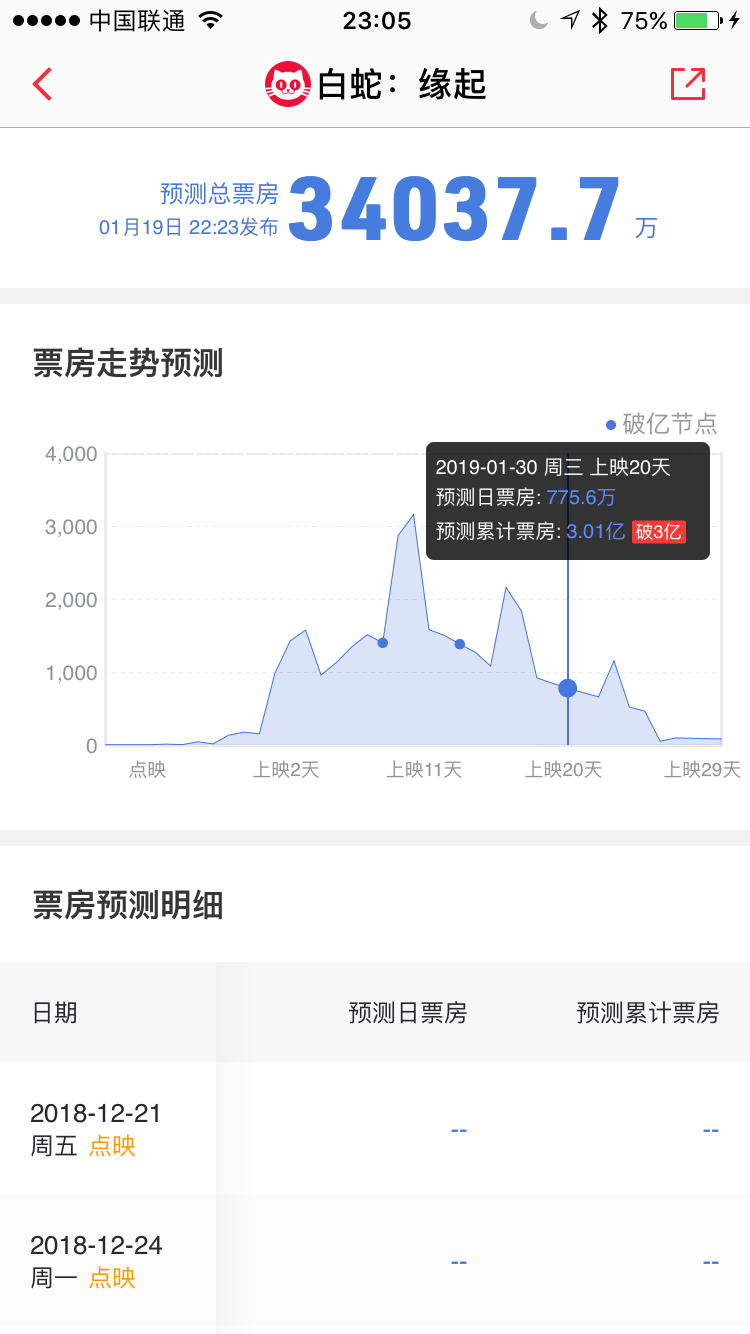 中国联通 23:05 75%
白蛇：缘起
预测总票房
01月19日 22:23发布
34037.7 万
票房走势预测
破亿节点
2019-01-30 周三 上映20天
预测日票房: 775.6万
预测累计票房: 3.01亿 破3亿
4,000
3,000
2,000
1,000
0
点映 上映2天 上映11天 上映20天 上映29天
票房预测明细
日期 预测日票房 预测累计票房
2018-12-21
周五 点映 -- --
2018-12-24
周一 点映 -- --